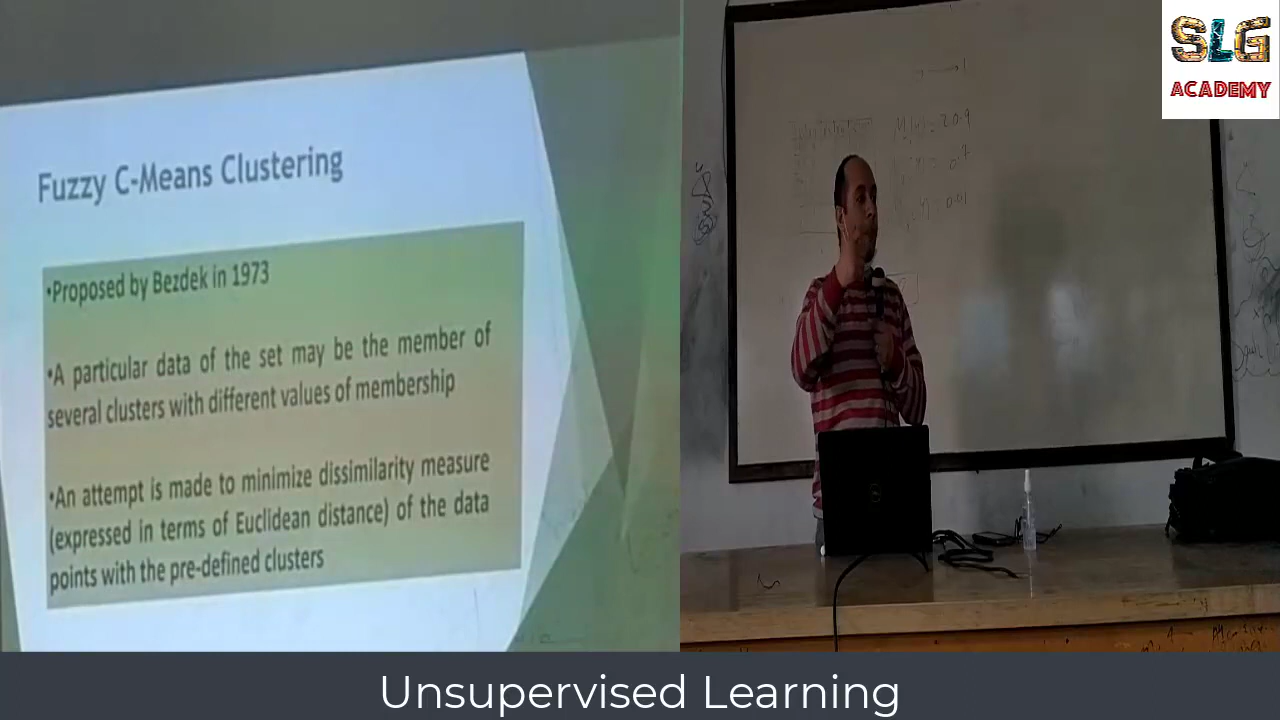 Fuzzy C-Means Clustering
•Proposed by Bezdek in 1973
•A particular data of the set may be the member of
several clusters with different values of membership
•An attempt is made to minimize dissimilarity measure
(expressed in terms of Euclidean distance) of the data
points with the pre-defined clusters
SLG
ACADEMY
0.01
Unsupervised Learning